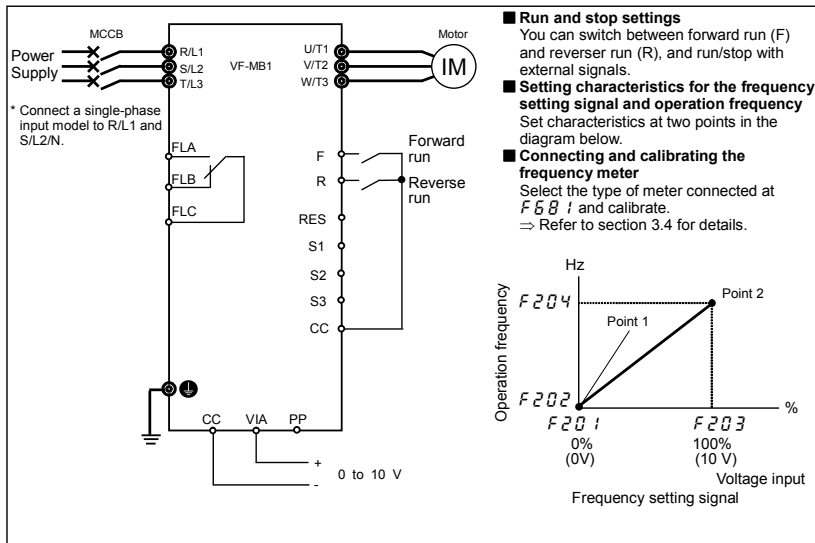 MCCB
Power
Supply
R/L1
S/L2
T/L3
VF-MB1
U/T1
V/T2
W/T3
Motor
IM
* Connect a single-phase
input model to R/L1 and
S/L2/N.
FLA
FLB
FLC
F
R
RES
S1
S2
S3
CC
Forward
run
Reverse
run
CC VIA PP
+
-
0 to 10 V
■ Run and stop settings
You can switch between forward run (F)
and reverser run (R), and run/stop with
external signals.
■ Setting characteristics for the frequency
setting signal and operation frequency
Set characteristics at two points in the
diagram below.
■ Connecting and calibrating the
frequency meter
Select the type of meter connected at
F681 and calibrate.
⇒ Refer to section 3.4 for details.
Hz
Operation frequency
F204
Point 2
Point 1
F202
%
F201 F203
0% 100%
(0V) (10 V)
Voltage input
Frequency setting signal